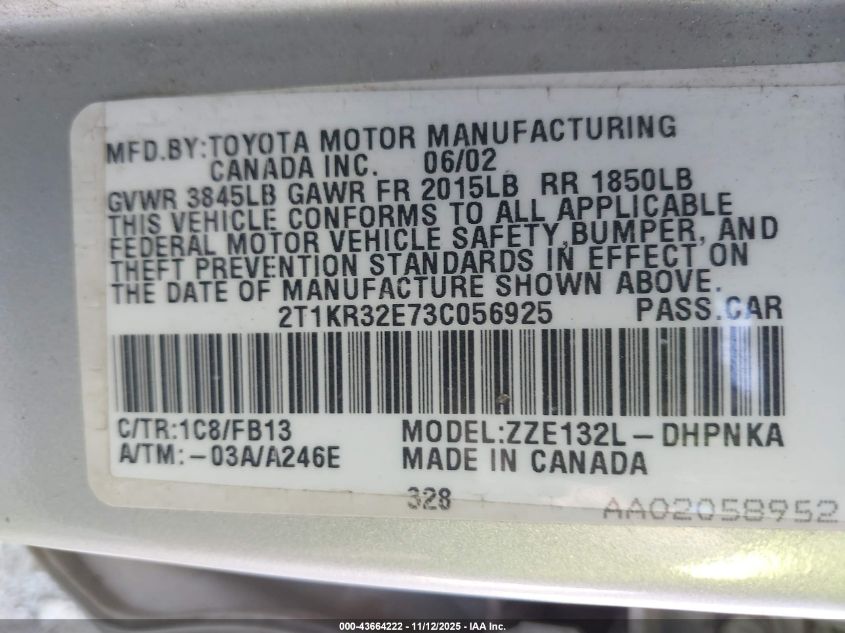 MFD.BY:TOYOTA MOTOR MANUFACTURING
CANADA INC. 06/02
GVWR 3845LB GAWR FR 2015LB RR 1850LB
THIS VEHICLE CONFORMS TO ALL APPLICABLE
FEDERAL MOTOR VEHICLE SAFETY,BUMPER, AND
THEFT PREVENTION STANDARDS IN EFFECT ON
THE DATE OF MANUFACTURE SHOWN ABOVE.
2T1KR32E73C056925 PASS.CAR
C/TR:1C8/FB13 MODEL:ZZE132L-DHPNKA
A/TM:-03A/A246E MADE IN CANADA
328 AA02058952
000-43664222 - 11/12/2025 - IAA Inc.